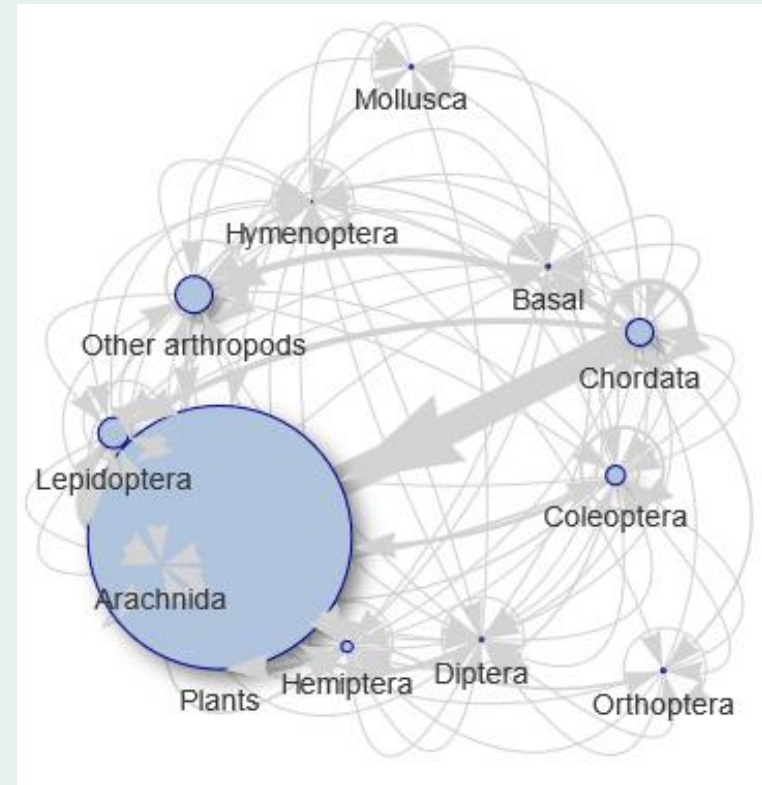 Mollusca
Hymenoptera
Basal
Other arthropods
Chordata
Lepidoptera
Coleoptera
Arachnida
Plants
Hemiptera
Diptera
Orthoptera